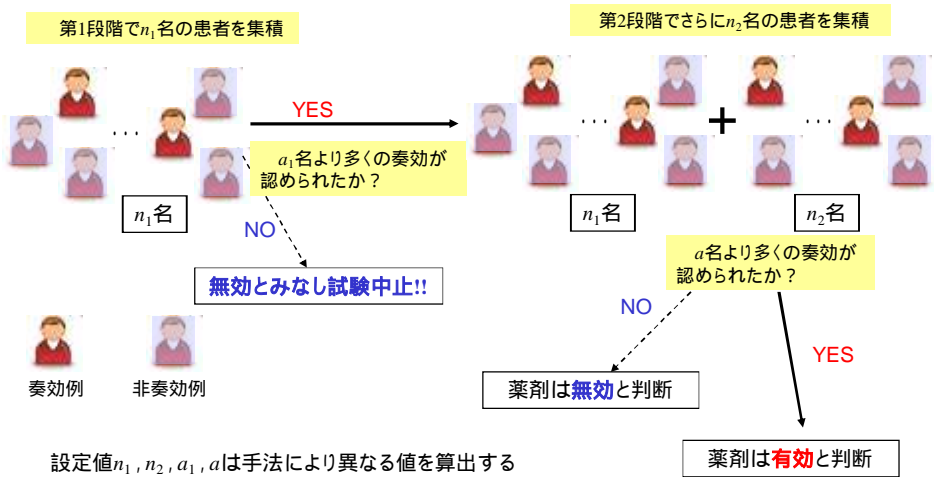 第1段階でn₁名の患者を集積
第2段階でさらにn₂名の患者を集積
YES
a₁名より多くの奏効が
認められたか？
n₁名
NO
無効とみなし試験中止!!
奏効例
非奏効例
…
…
+
…
n₁名
n₂名
a名より多くの奏効が
認められたか？
NO
YES
薬剤は無効と判断
薬剤は有効と判断
設定値n₁ , n₂ , a₁ , aは手法により異なる値を算出する